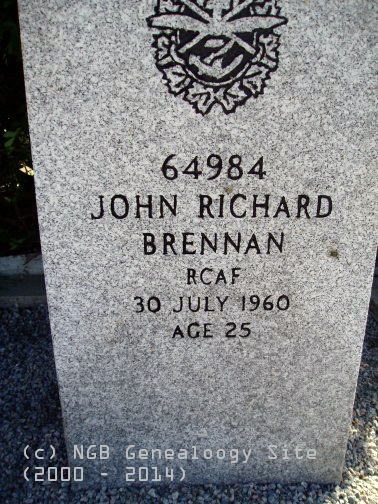 64984
JOHN RICHARD
BRENNAN
RCAF
30 JULY 1960
AGE 25
(c) NGB Genealoogy Site
(2000 - 2014)